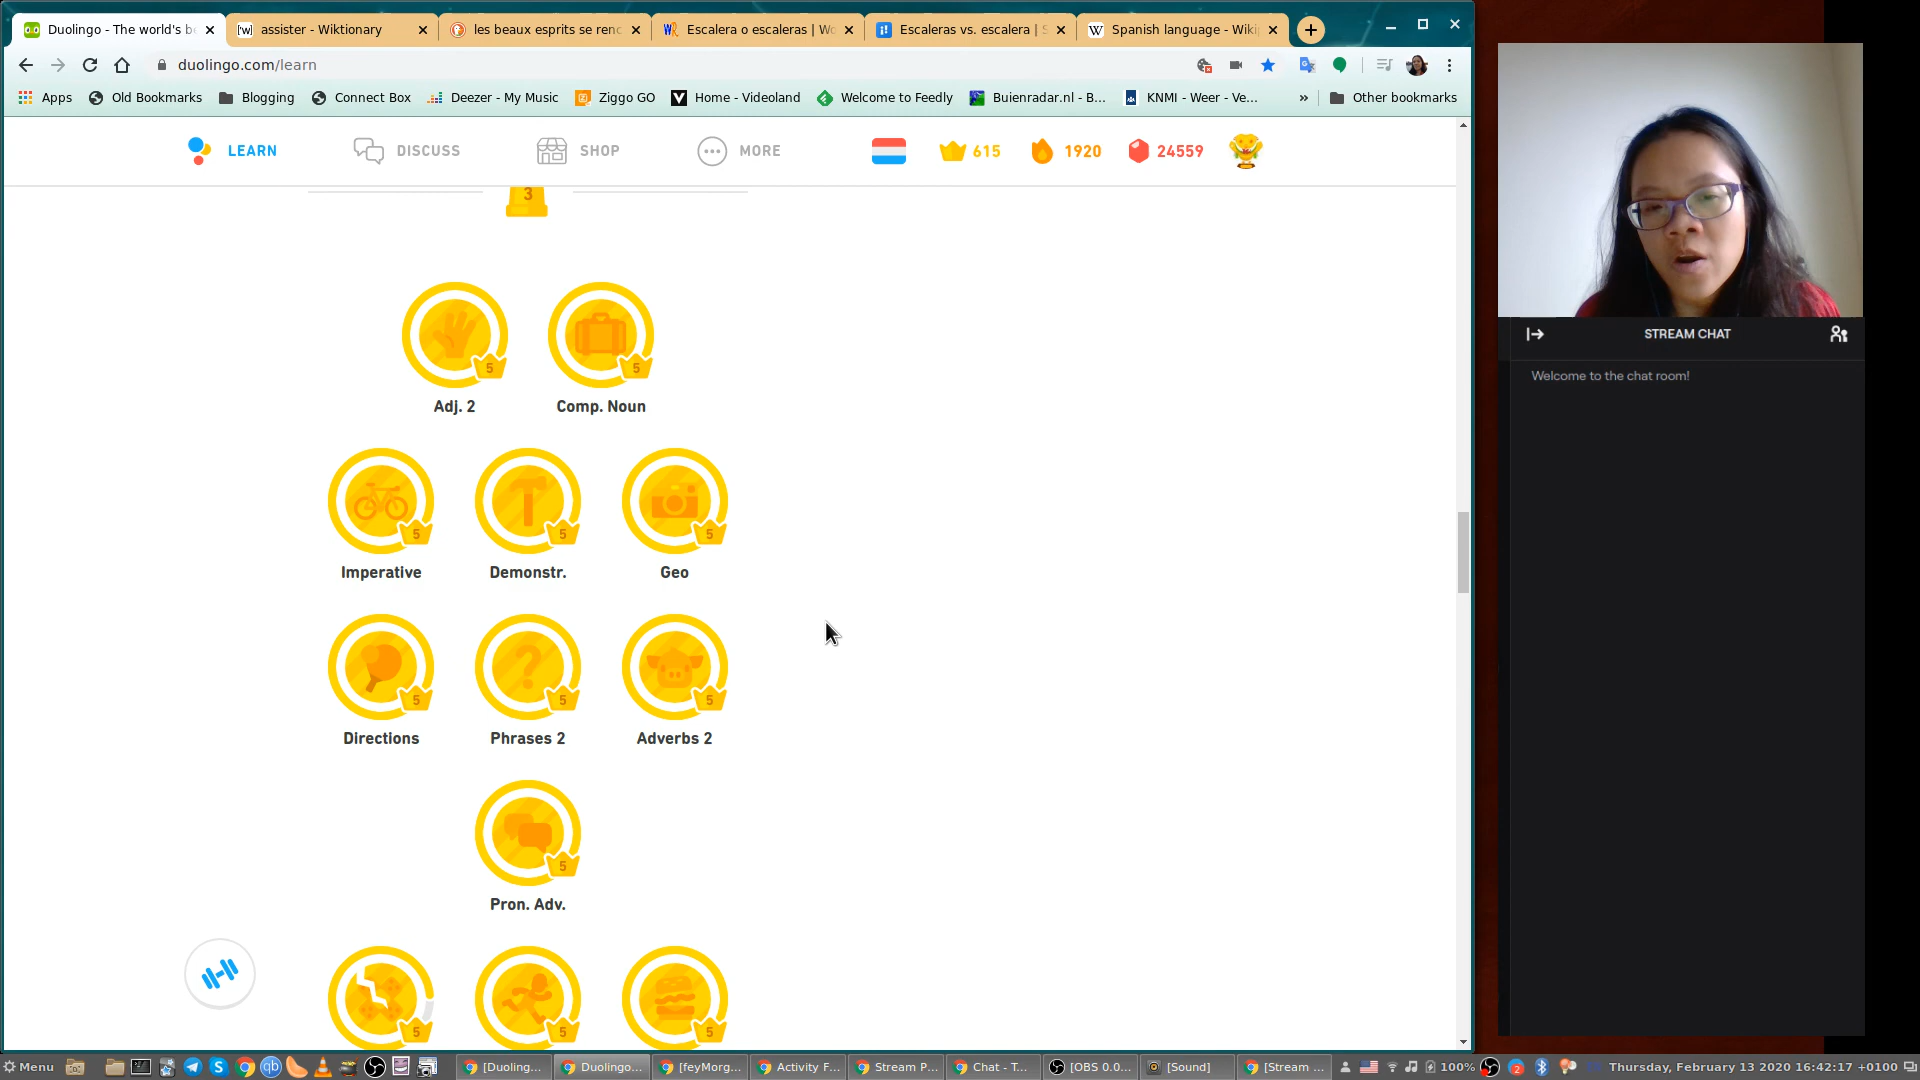 Duolingo - The world's b
assister - Wiktionary
les beaux esprits se renc
Escalera o escaleras | Wo
Escaleras vs. escalera | S
Spanish language - Wiki
duolingo.com/learn
Apps
Old Bookmarks
Blogging
Connect Box
Deezer - My Music
Ziggo GO
Home - Videoland
Welcome to Feedly
Buienradar.nl - B...
KNMI - Weer - Ve...
»
Other bookmarks
LEARN
DISCUSS
SHOP
MORE
615
1920
24559
3
5
5
Adj. 2
Comp. Noun
5
5
5
Imperative
Demonstr.
Geo
5
5
5
Directions
Phrases 2
Adverbs 2
5
Pron. Adv.
5
5
5
STREAM CHAT
Welcome to the chat room!
Menu
[Duoling...
Duolingo...
[feyMorg...
Activity F...
Stream P...
Chat - T...
[OBS 0.0...
[Sound]
[Stream ...
100%
2
Thursday, February 13 2020 16:42:17 +0100